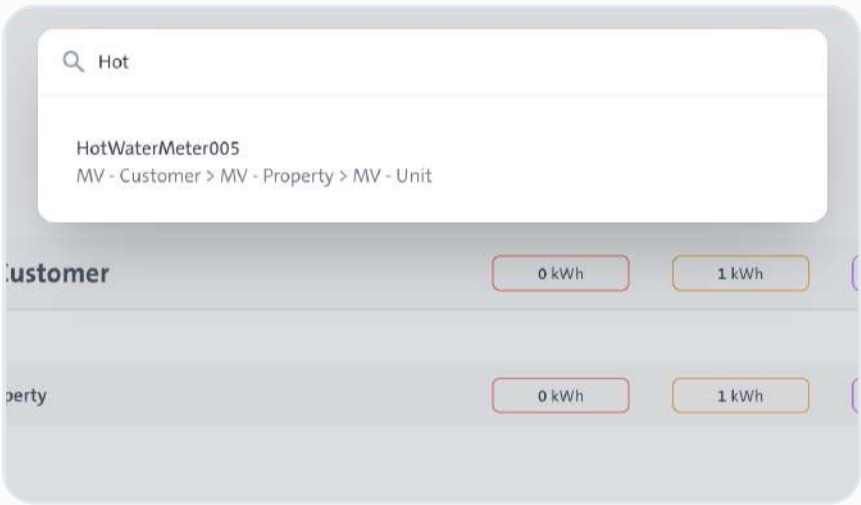 Hot
HotWaterMeter005
MV - Customer > MV - Property > MV - Unit
ustomer 0 kWh 1 kWh
perty 0 kWh 1 kWh